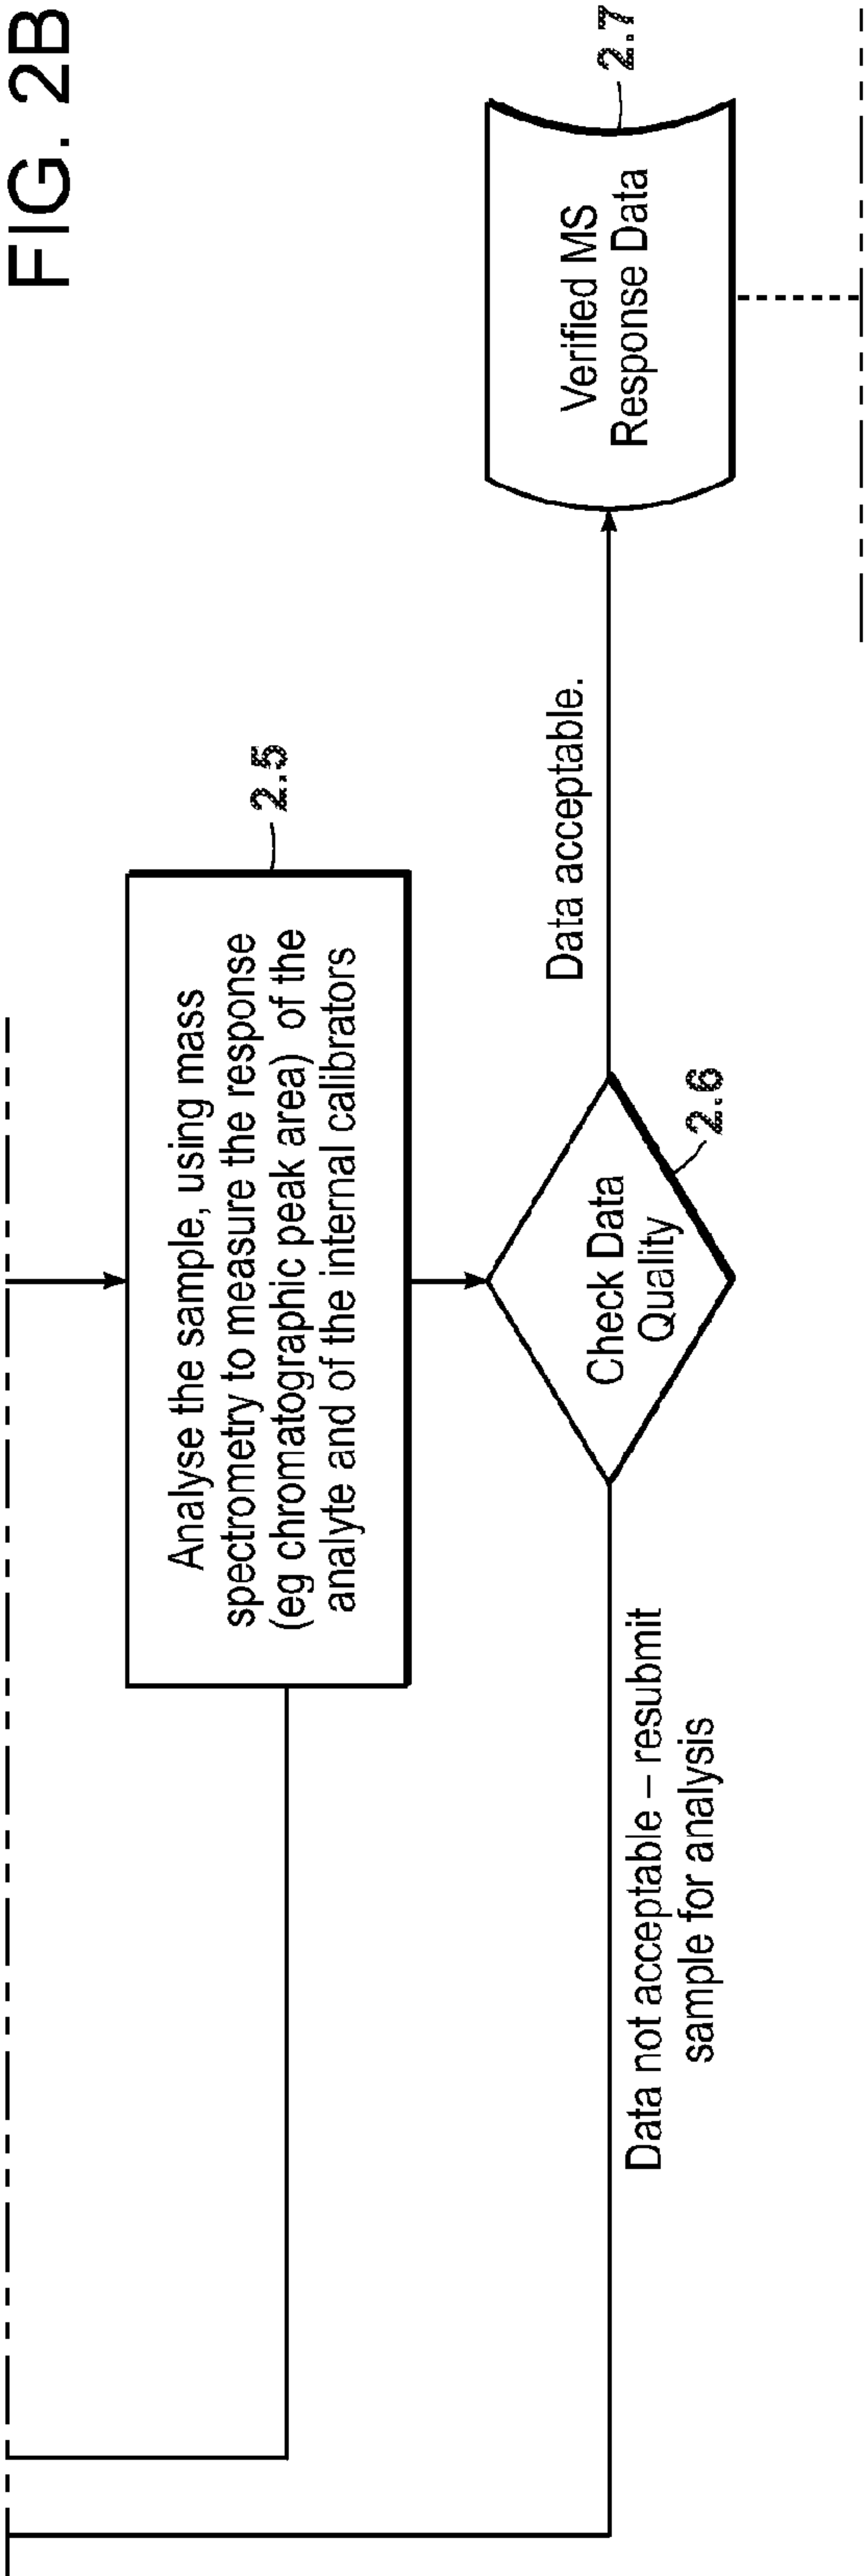 FIG. 2B
Analyse the sample, using mass
spectrometry to measure the response
(eg chromatographic peak area) of the
analyte and of the internal calibrators
2.5
Check Data
Quality
2.6
Data acceptable.
Data not acceptable – resubmit
sample for analysis
Verified MS
Response Data
2.7